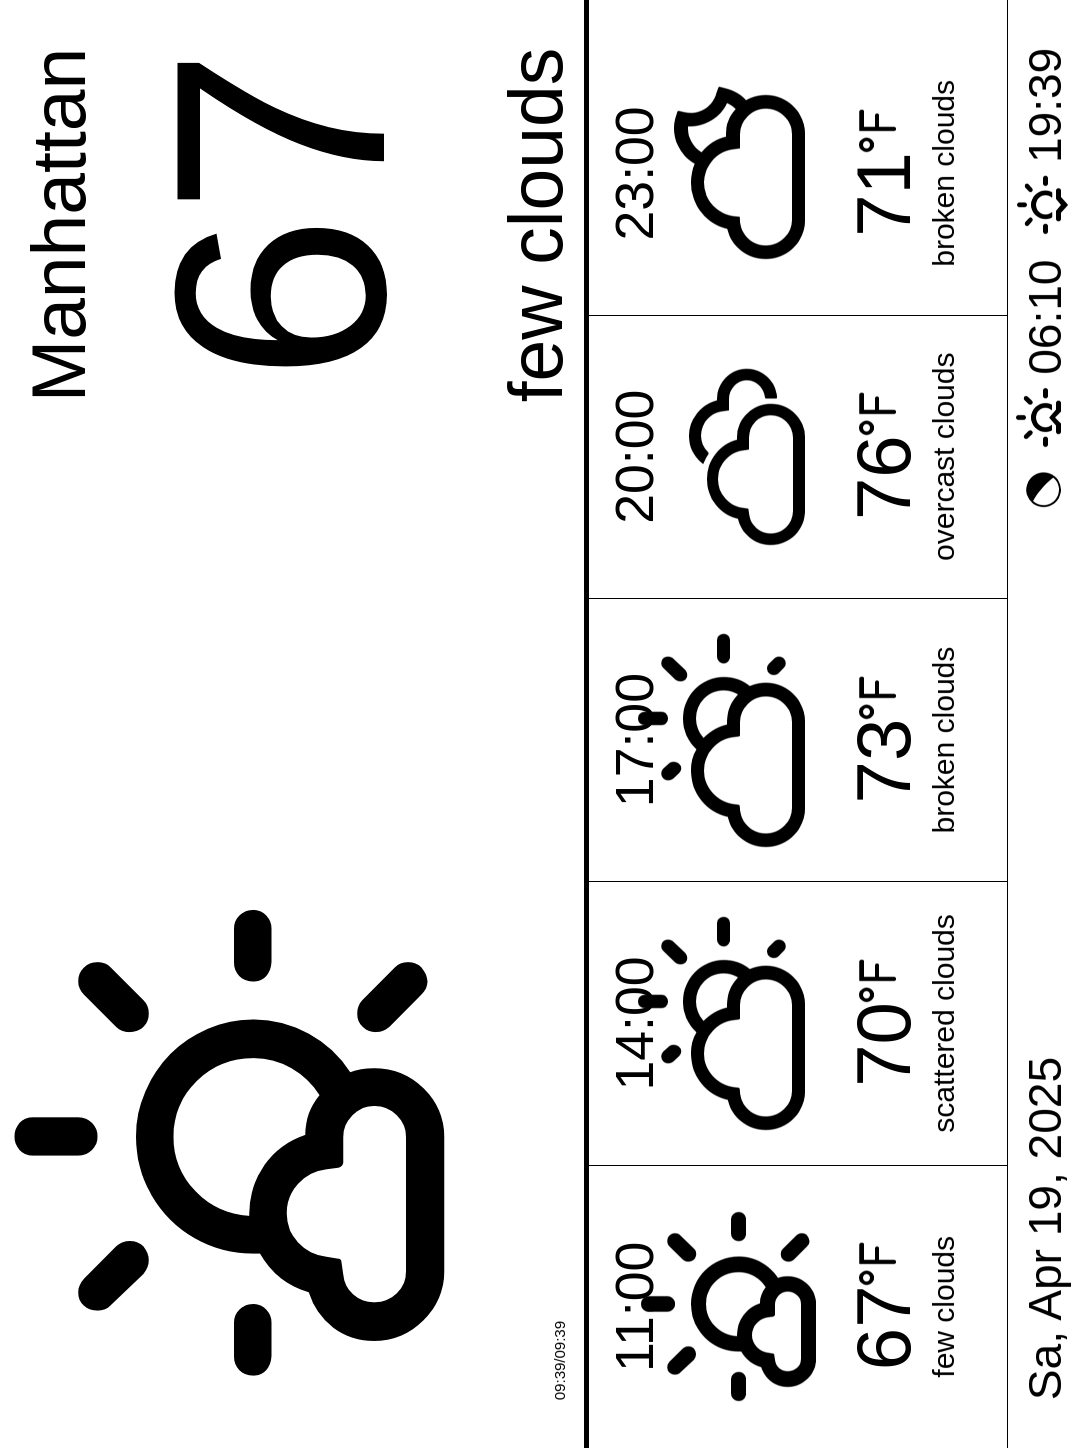 Manhattan
67
few clouds
09:39/09:39
11:00
67°F
few clouds
14:00
70°F
scattered clouds
17:00
73°F
broken clouds
20:00
76°F
overcast clouds
23:00
71°F
broken clouds
Sa, Apr 19, 2025
06:10
19:39